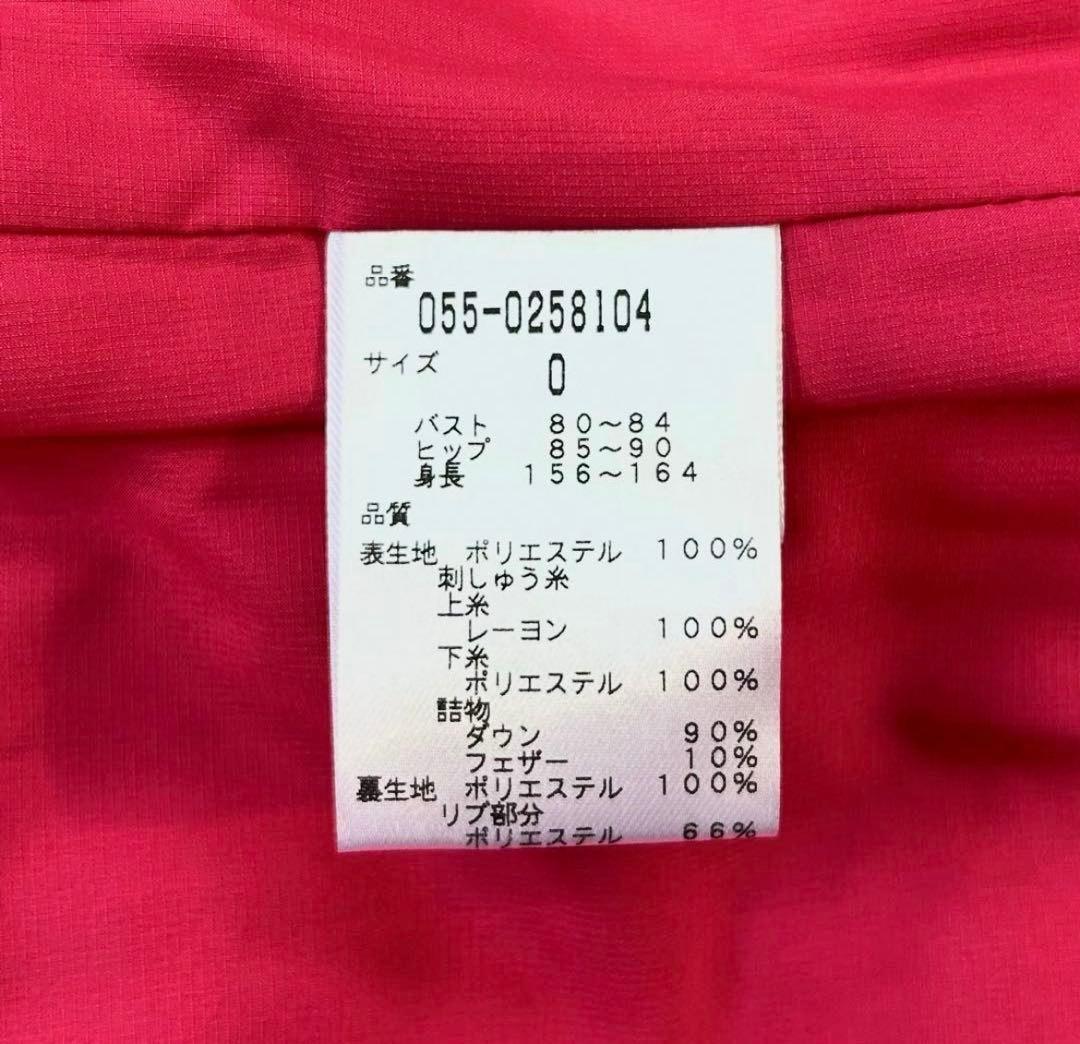 品番
055-0258104
サイズ 0
バスト 80~84
ヒップ 85~90
身長 156~164
品質
表生地 ポリエステル 100%
刺しゅう糸
上糸
レーヨン 100%
下糸
ポリエステル 100%
詰物
ダウン 90%
フェザー 10%
裏生地 ポリエステル 100%
リブ部分
ポリエステル 66%